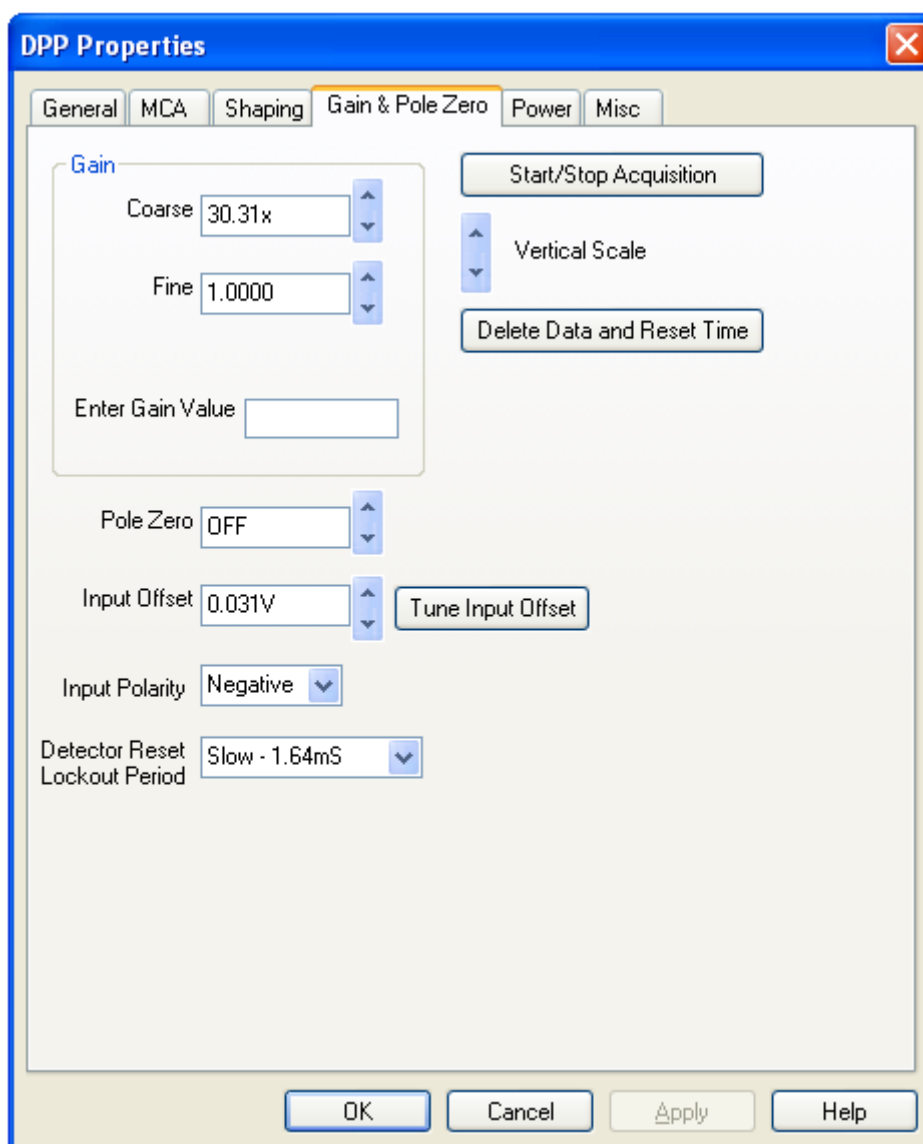 DPP Properties
General MCA Shaping Gain & Pole Zero Power Misc
Gain
Coarse 30.31x
Fine 1.0000
Enter Gain Value
Start/Stop Acquisition
Vertical Scale
Delete Data and Reset Time
Pole Zero OFF
Input Offset 0.031V Tune Input Offset
Input Polarity Negative
Detector Reset
Lockout Period
Slow - 1.64mS
OK Cancel Apply Help